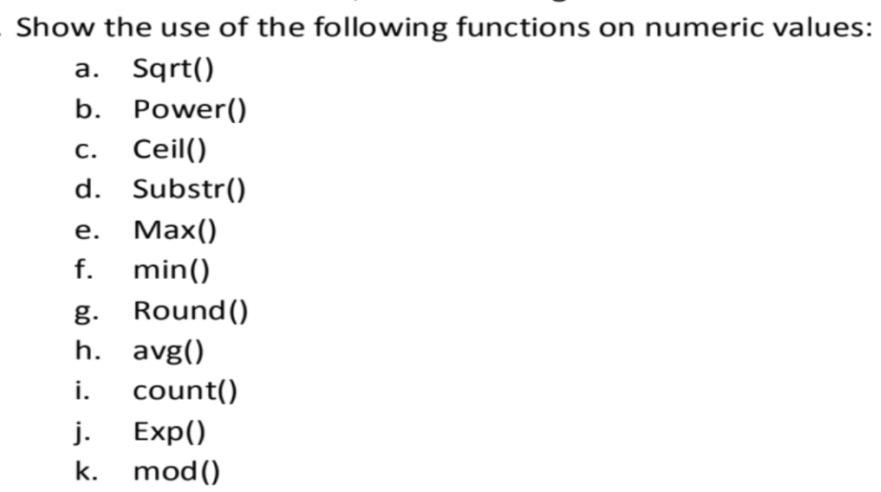 Show the use of the following functions on numeric values:
a. Sqrt()
b. Power()
c. Ceil()
d. Substr()
e. Max()
f. min()
g. Round()
h. avg()
i. count()
j. Exp()
k. mod()